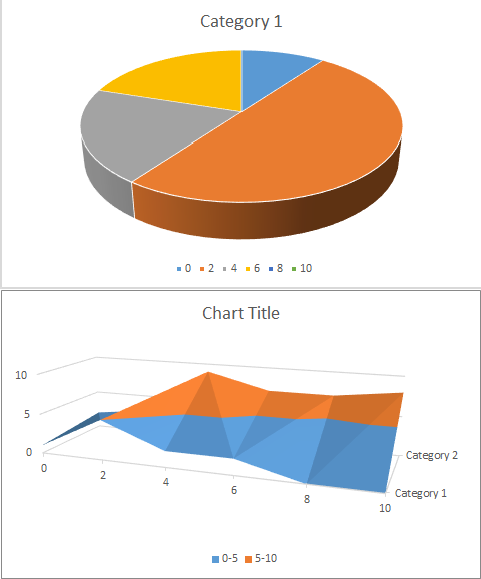 Category 1
0 2 4 6 8 10
Chart Title
10
5
0
0 2 4 6 8 10
Category 2
Category 1
0-5 5-10